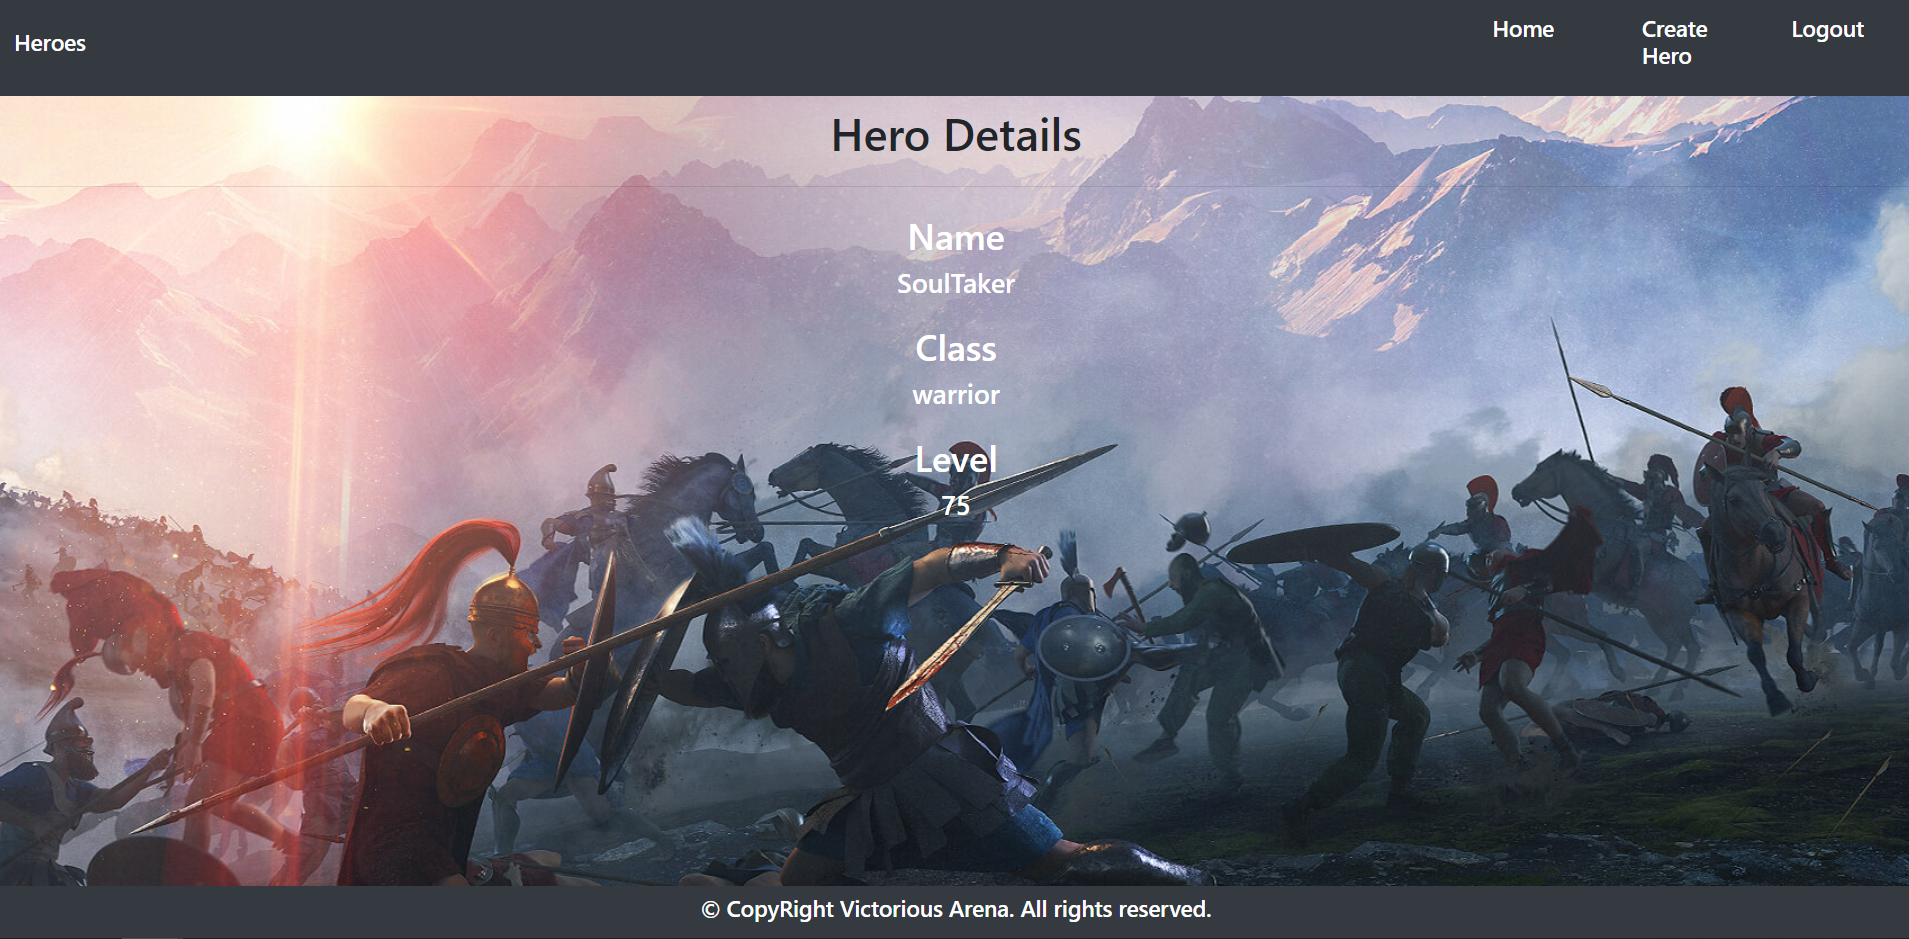 Heroes
Home
Create
Hero
Logout
Hero Details
Name
SoulTaker
Class
warrior
Level
75
© CopyRight Victorious Arena. All rights reserved.